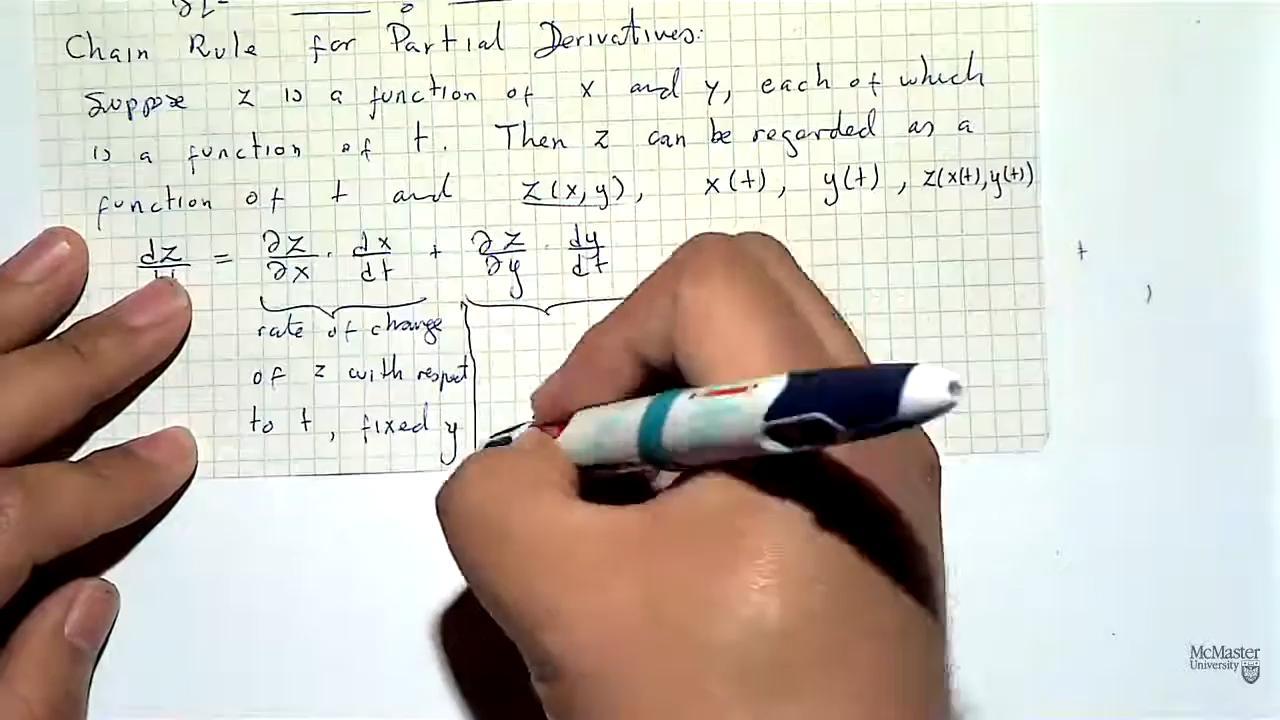 Chain Rule for Partial Derivatives:
Suppose z is a function of x and y, each of which
is a function of t. Then z can be regarded as a
function of t and z(x,y), x(t), y(t), z(x(t),y(t))
dz/dt = ∂z/∂x · dx/dt + ∂z/∂y · dy/dt
rate of change
of z with respect
to t, fixed y
McMaster
University